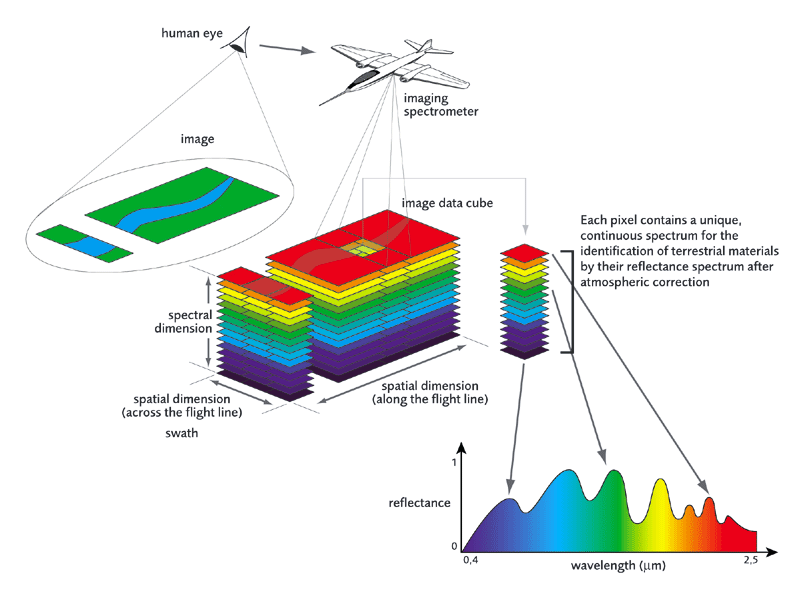 human eye
imaging
spectrometer
image
image data cube
Each pixel contains a unique,
continuous spectrum for the
identification of terrestrial materials
by their reflectance spectrum after
atmospheric correction
spectral
dimension
spatial dimension
(across the flight line)
swath
spatial dimension
(along the flight line)
1
reflectance
0
0,4
wavelength (µm)
2,5